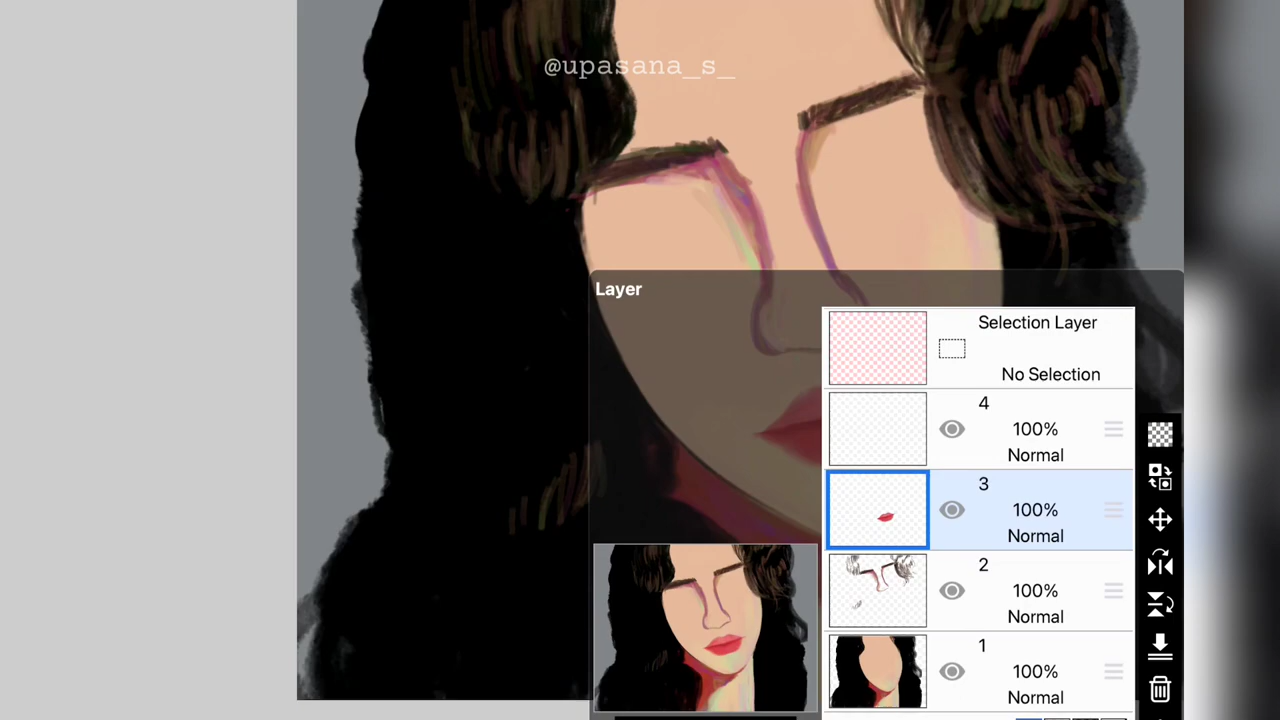 @upasana_s_
Layer
Selection Layer
No Selection
4
100%
Normal
3
100%
Normal
2
100%
Normal
1
100%
Normal